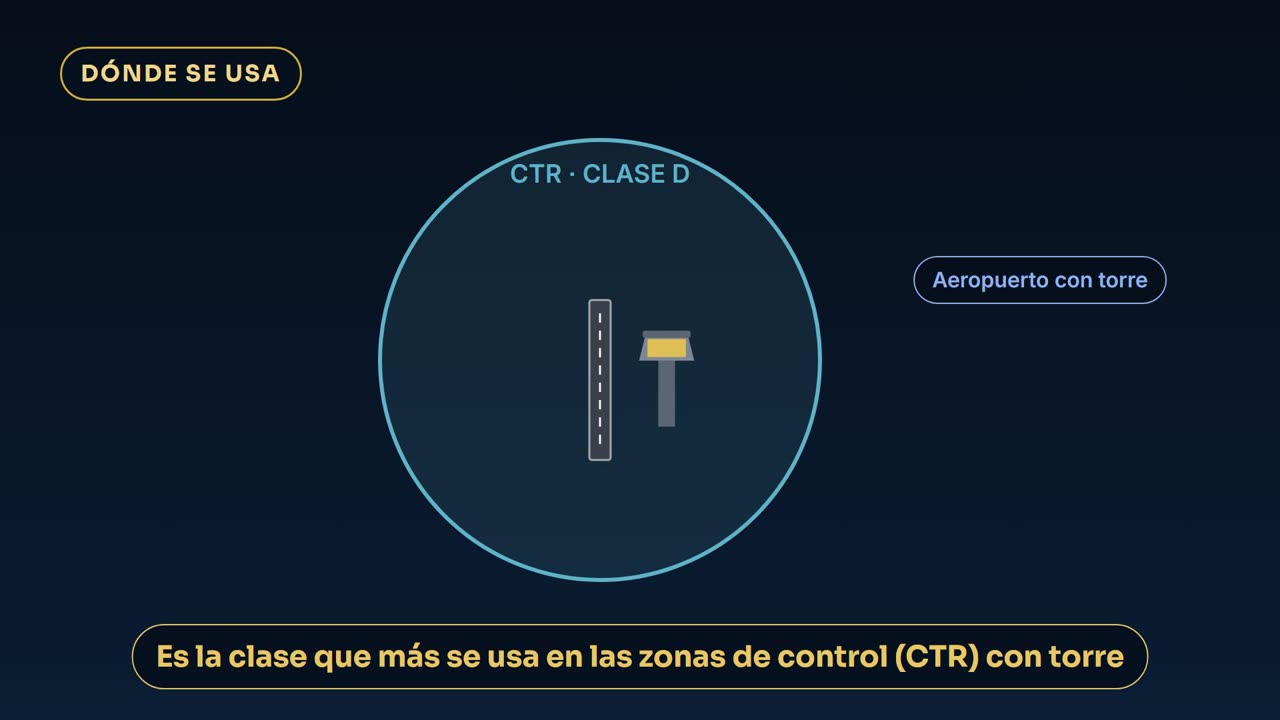 DÓNDE SE USA
CTR · CLASE D
Aeropuerto con torre
Es la clase que más se usa en las zonas de control (CTR) con torre